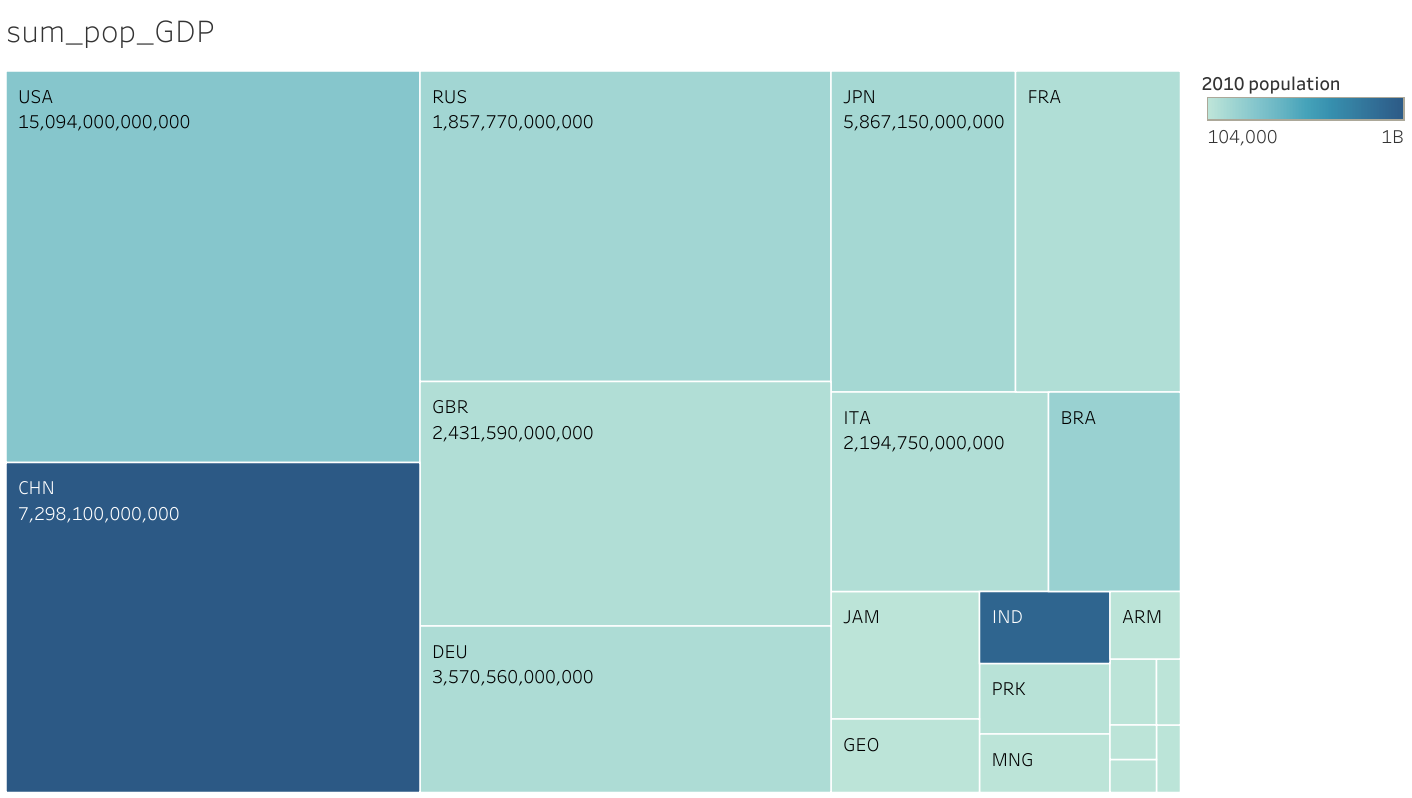 sum_pop_GDP
USA
15,094,000,000,000
CHN
7,298,100,000,000
RUS
1,857,770,000,000
GBR
2,431,590,000,000
DEU
3,570,560,000,000
JPN
5,867,150,000,000
FRA
ITA
2,194,750,000,000
BRA
JAM
GEO
IND
PRK
MNG
ARM
2010 population
104,000 1B